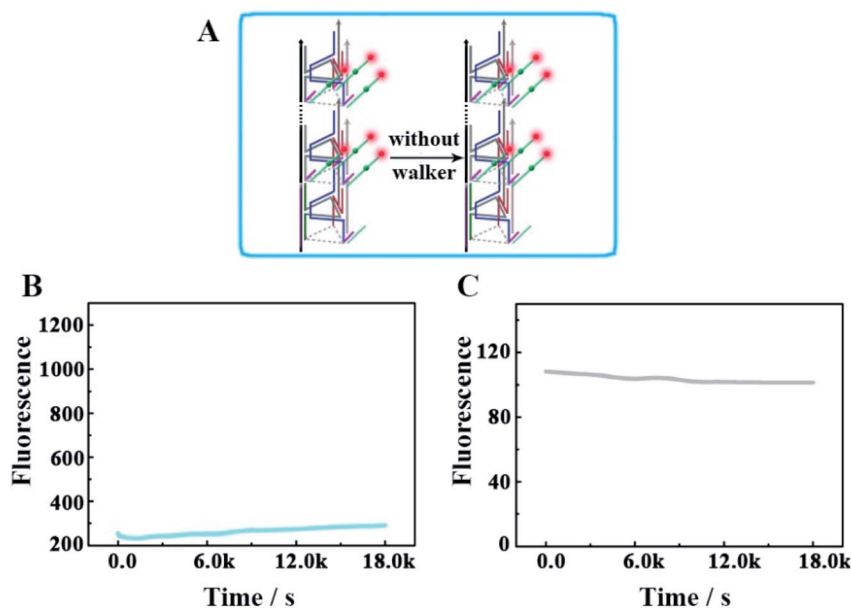 A
without
walker
B
1200
1000
800
600
400
200
Fluorescence
0.0 6.0k 12.0k 18.0k
Time / s
C
120
80
40
0
Fluorescence
0.0 6.0k 12.0k 18.0k
Time / s